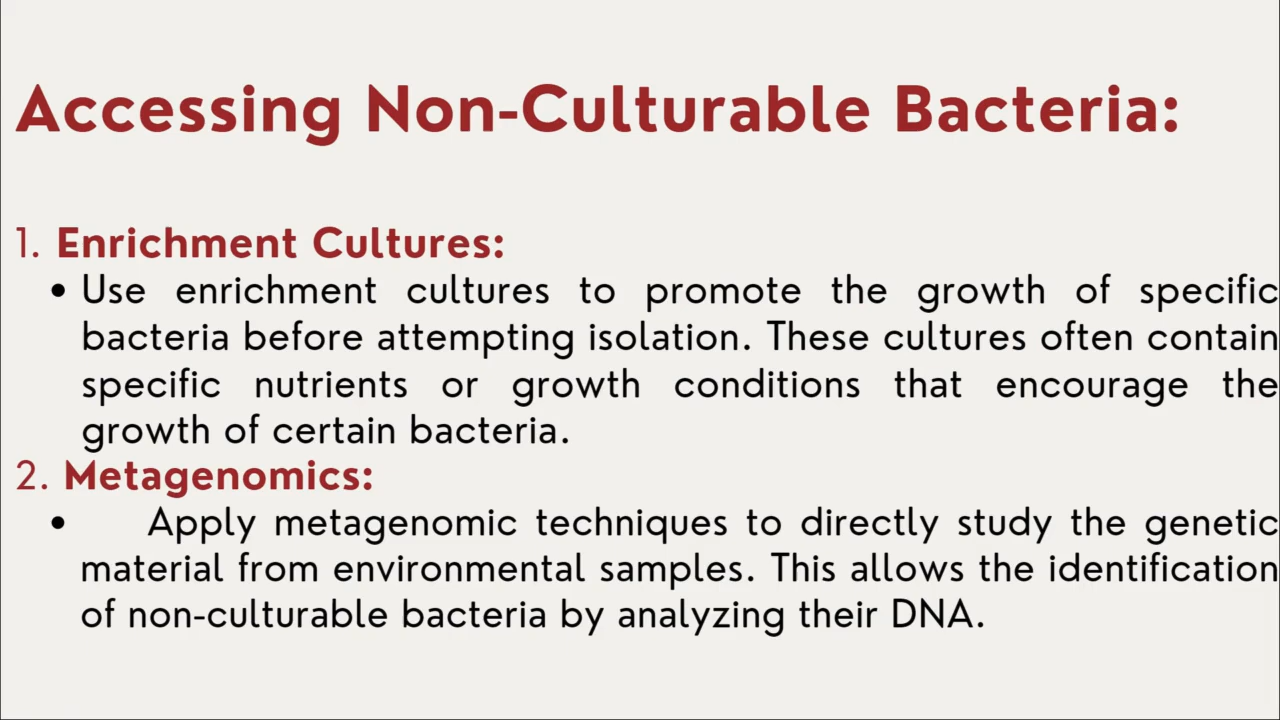 Accessing Non-Culturable Bacteria:
1. Enrichment Cultures:
• Use enrichment cultures to promote the growth of specific
bacteria before attempting isolation. These cultures often contain
specific nutrients or growth conditions that encourage the
growth of certain bacteria.
2. Metagenomics:
• Apply metagenomic techniques to directly study the genetic
material from environmental samples. This allows the identification
of non-culturable bacteria by analyzing their DNA.